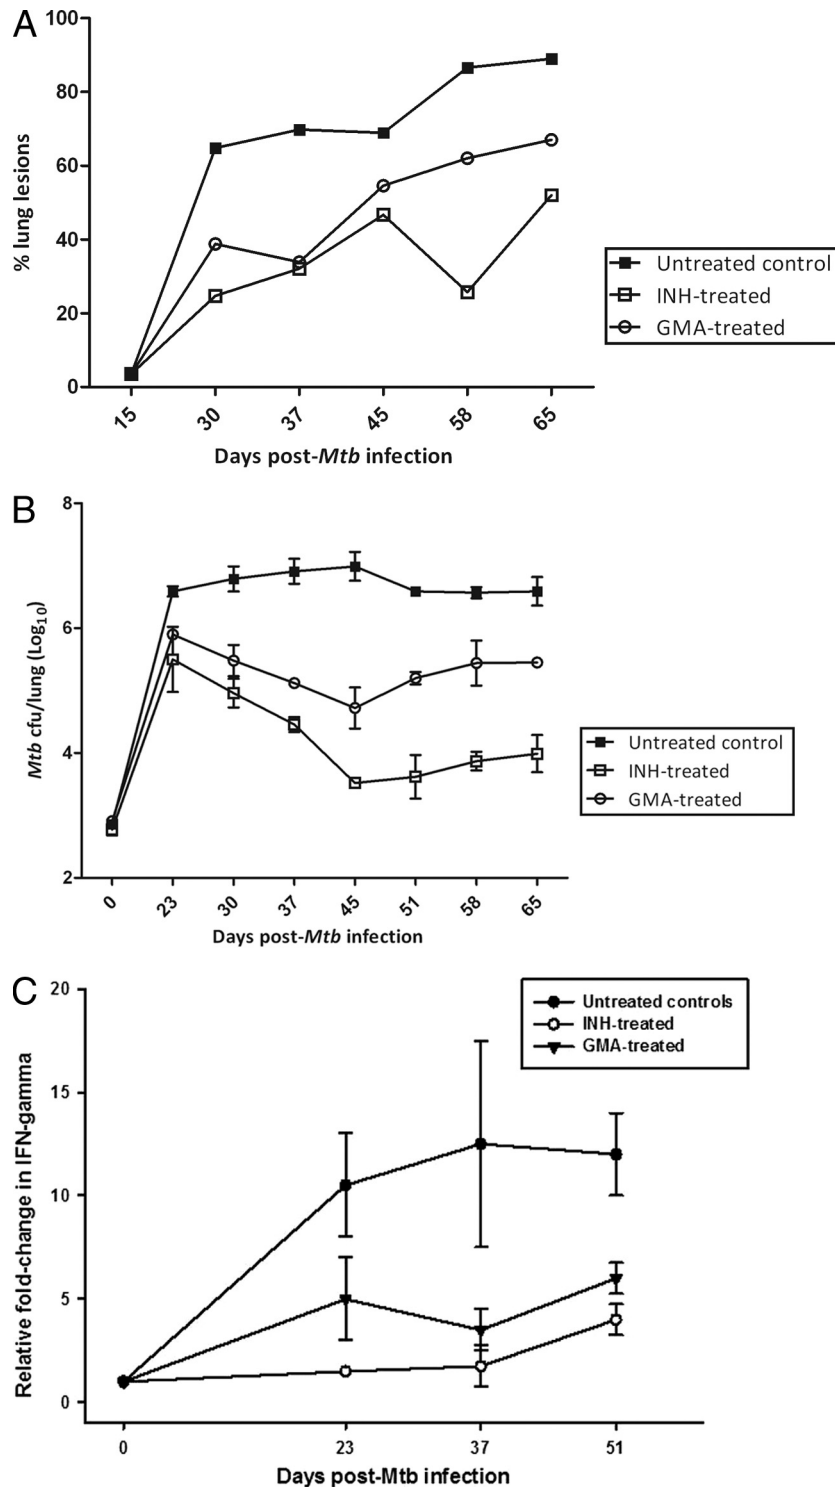 A
100
80
60
40
20
0
% lung lesions
15 30 37 45 58 65
Days post-Mtb infection
Untreated control
INH-treated
GMA-treated
B
8
6
4
2
Mtb cfu/lung (Log10)
0 23 30 37 45 51 58 65
Days post-Mtb infection
Untreated control
INH-treated
GMA-treated
C
20
15
10
5
0
Relative fold-change in IFN-gamma
0 23 37 51
Days post-Mtb infection
Untreated controls
INH-treated
GMA-treated